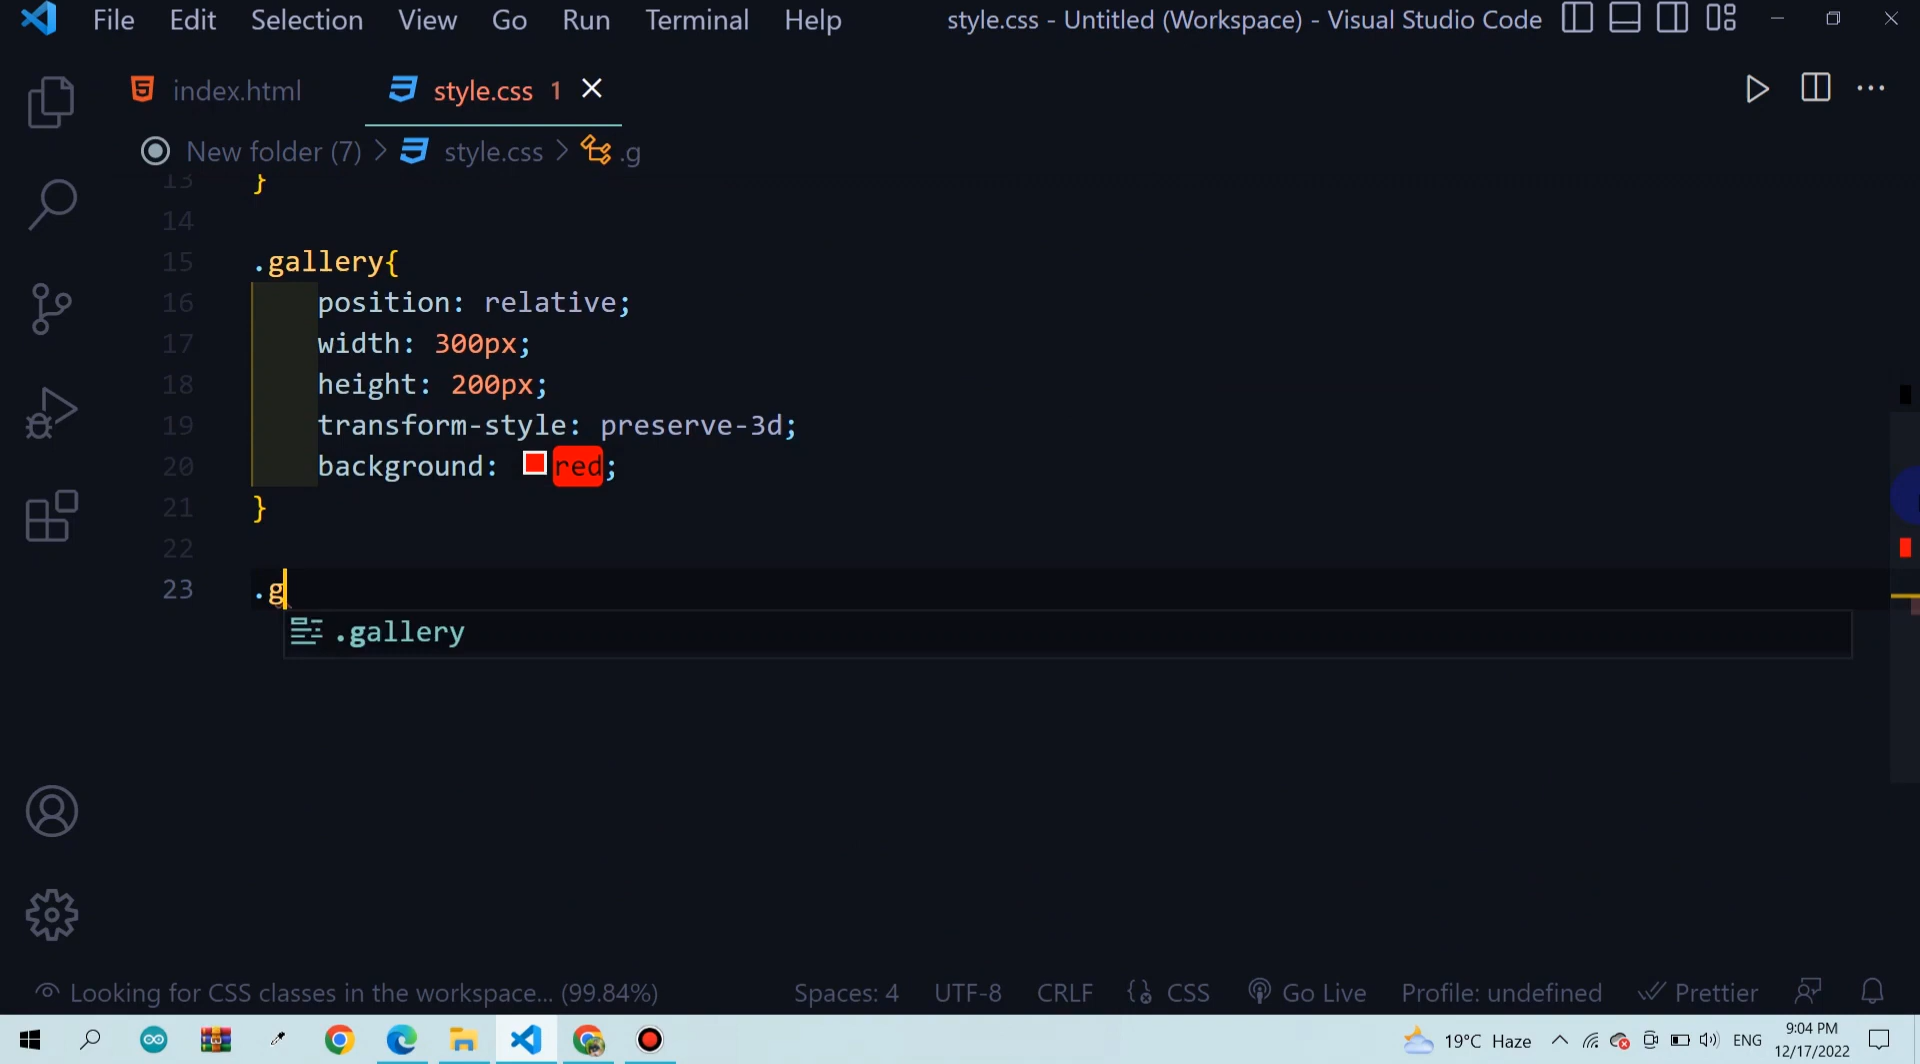 File Edit Selection View Go Run Terminal Help style.css - Untitled (Workspace) - Visual Studio Code
index.html style.css 1
New folder (7) > style.css > .g
13 }
14
15 .gallery{
16 position: relative;
17 width: 300px;
18 height: 200px;
19 transform-style: preserve-3d;
20 background: red;
21 }
22
23 .g
.gallery
Looking for CSS classes in the workspace... (99.84%) Spaces: 4 UTF-8 CRLF CSS Go Live Profile: undefined Prettier
19°C Haze ENG 9:04 PM
12/17/2022